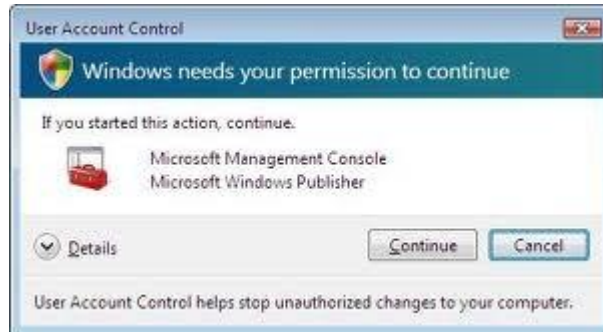 User Account Control
Windows needs your permission to continue
If you started this action, continue.
Microsoft Management Console
Microsoft Windows Publisher
Details
Continue
Cancel
User Account Control helps stop unauthorized changes to your computer.